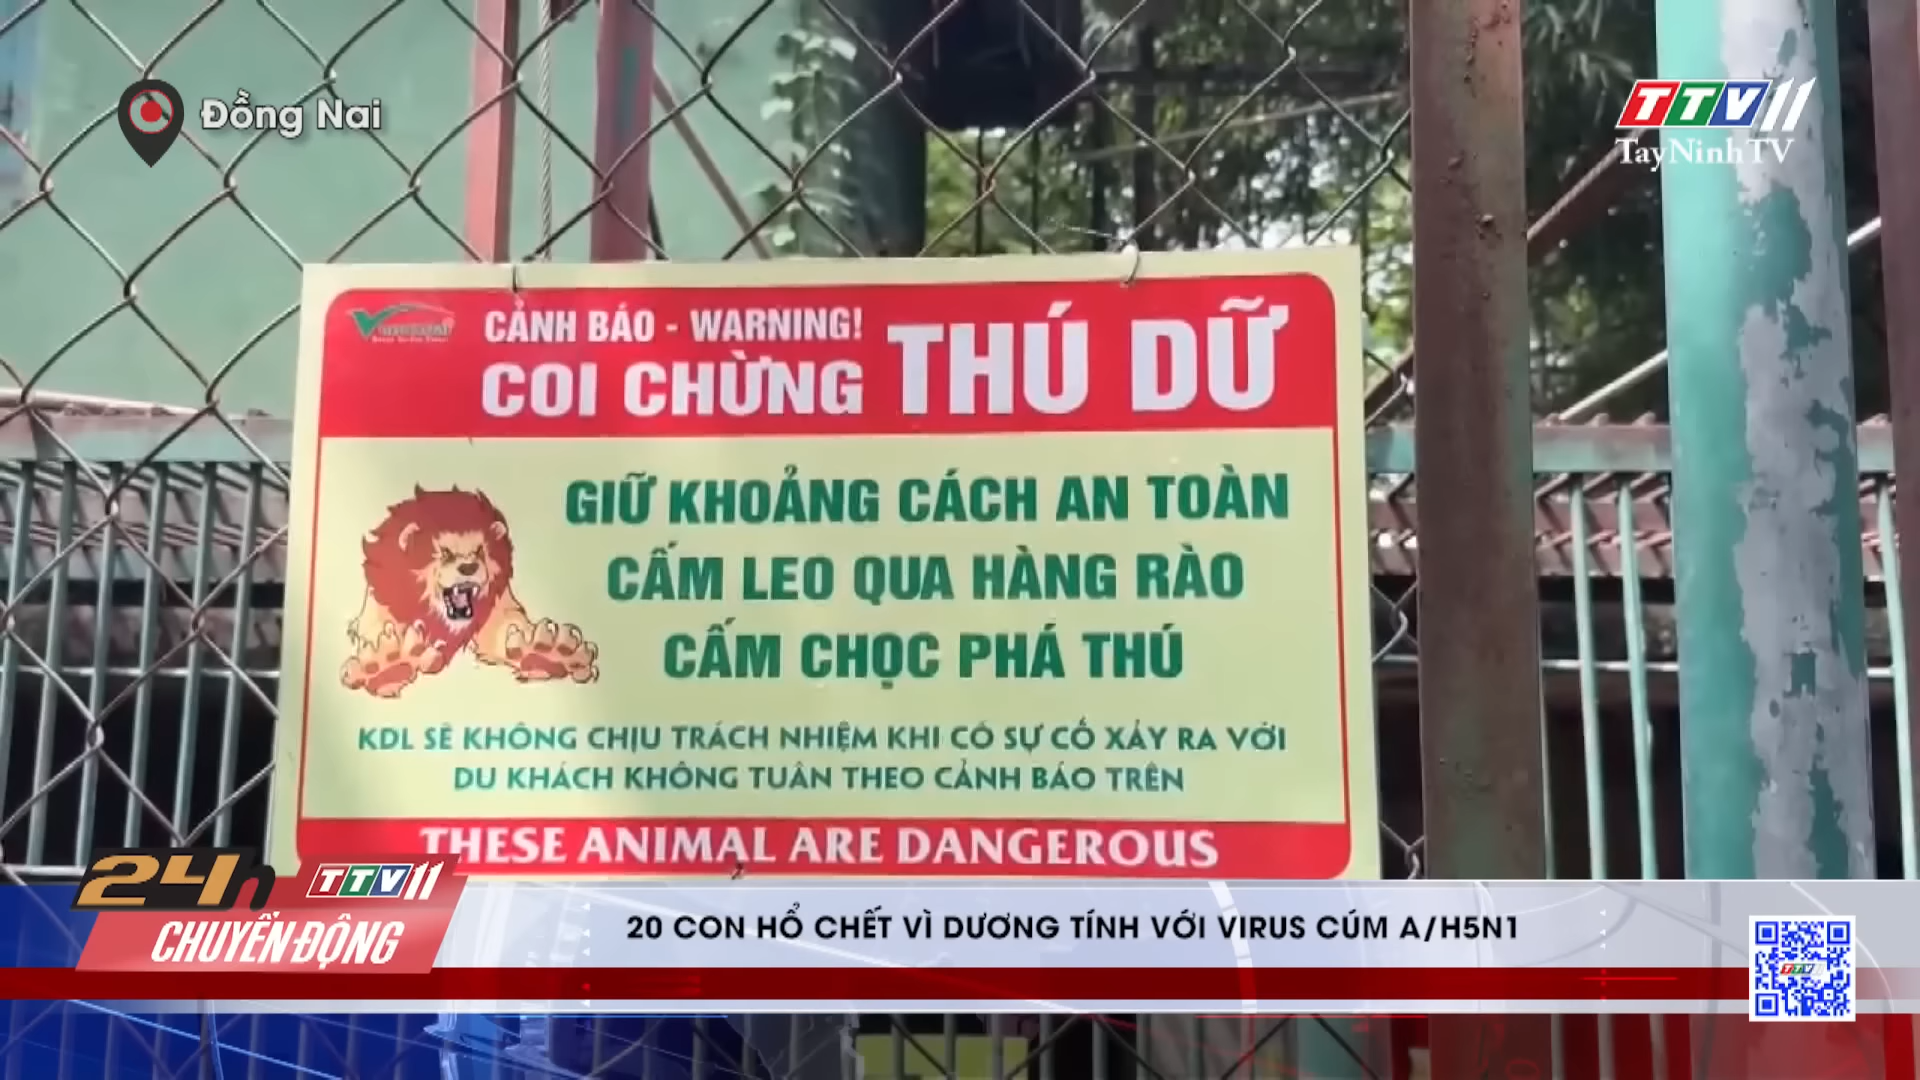 Đồng Nai
TTV11
TayNinhTV
CẢNH BÁO - WARNING!
COI CHỪNG THÚ DỮ
GIỮ KHOẢNG CÁCH AN TOÀN
CẤM LEO QUA HÀNG RÀO
CẤM CHỌC PHÁ THÚ
KDL SẼ KHÔNG CHỊU TRÁCH NHIỆM KHI CÓ SỰ CỐ XẢY RA VỚI
DU KHÁCH KHÔNG TUÂN THEO CẢNH BÁO TRÊN
THESE ANIMAL ARE DANGEROUS
24h TTV11
CHUYỂN ĐỘNG
20 CON HỔ CHẾT VÌ DƯƠNG TÍNH VỚI VIRUS CÚM A/H5N1
TTV11